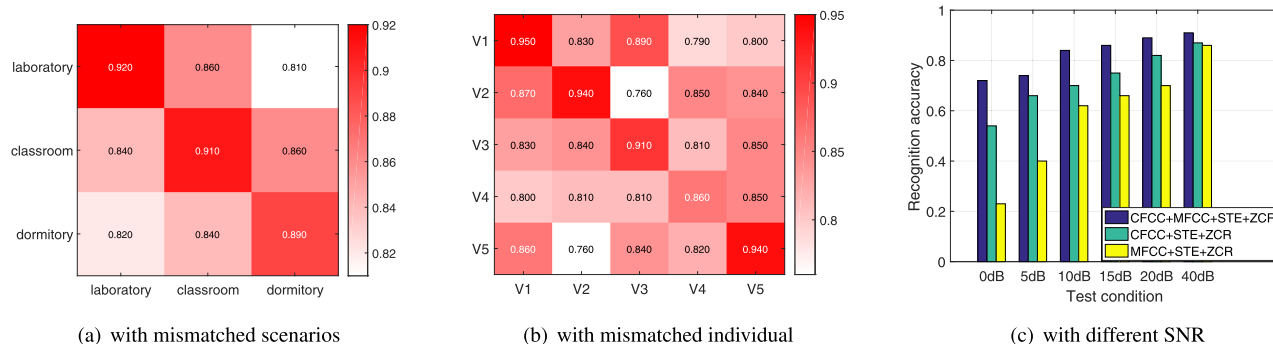 0.92
laboratory 0.920 0.860 0.810
0.9
classroom 0.840 0.910 0.860
0.88
0.86
dormitory 0.820 0.840 0.890
0.84
0.82
laboratory classroom dormitory
(a) with mismatched scenarios
0.95
V1 0.950 0.830 0.890 0.790 0.800
0.9
V2 0.870 0.940 0.760 0.850 0.840
V3 0.830 0.840 0.910 0.810 0.850
0.85
V4 0.800 0.810 0.810 0.860 0.850
0.8
V5 0.860 0.760 0.840 0.820 0.940
V1 V2 V3 V4 V5
(b) with mismatched individual
Recognition accuracy
1
0.8
0.6
0.4
0.2
0
CFCC+MFCC+STE+ZCR
CFCC+STE+ZCR
MFCC+STE+ZCR
0dB 5dB 10dB 15dB 20dB 40dB
Test condition
(c) with different SNR